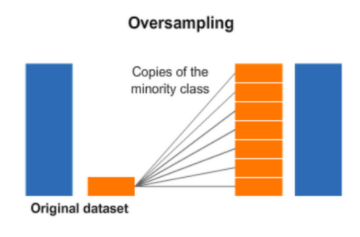 Oversampling
Copies of the
minority class
Original dataset